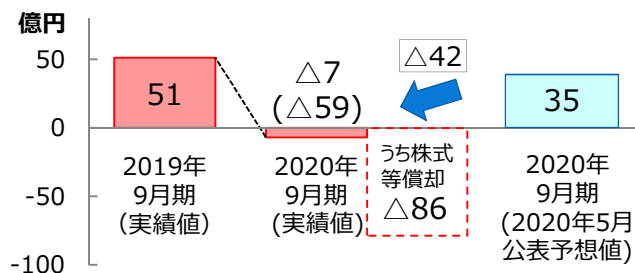 億円
50
0
-50
-100
51
△7
(△59)
△42
35
2019年
9月期
(実績値)
2020年
9月期
(実績値)
うち株式
等償却
△86
2020年
9月期
(2020年5月
公表予想値)